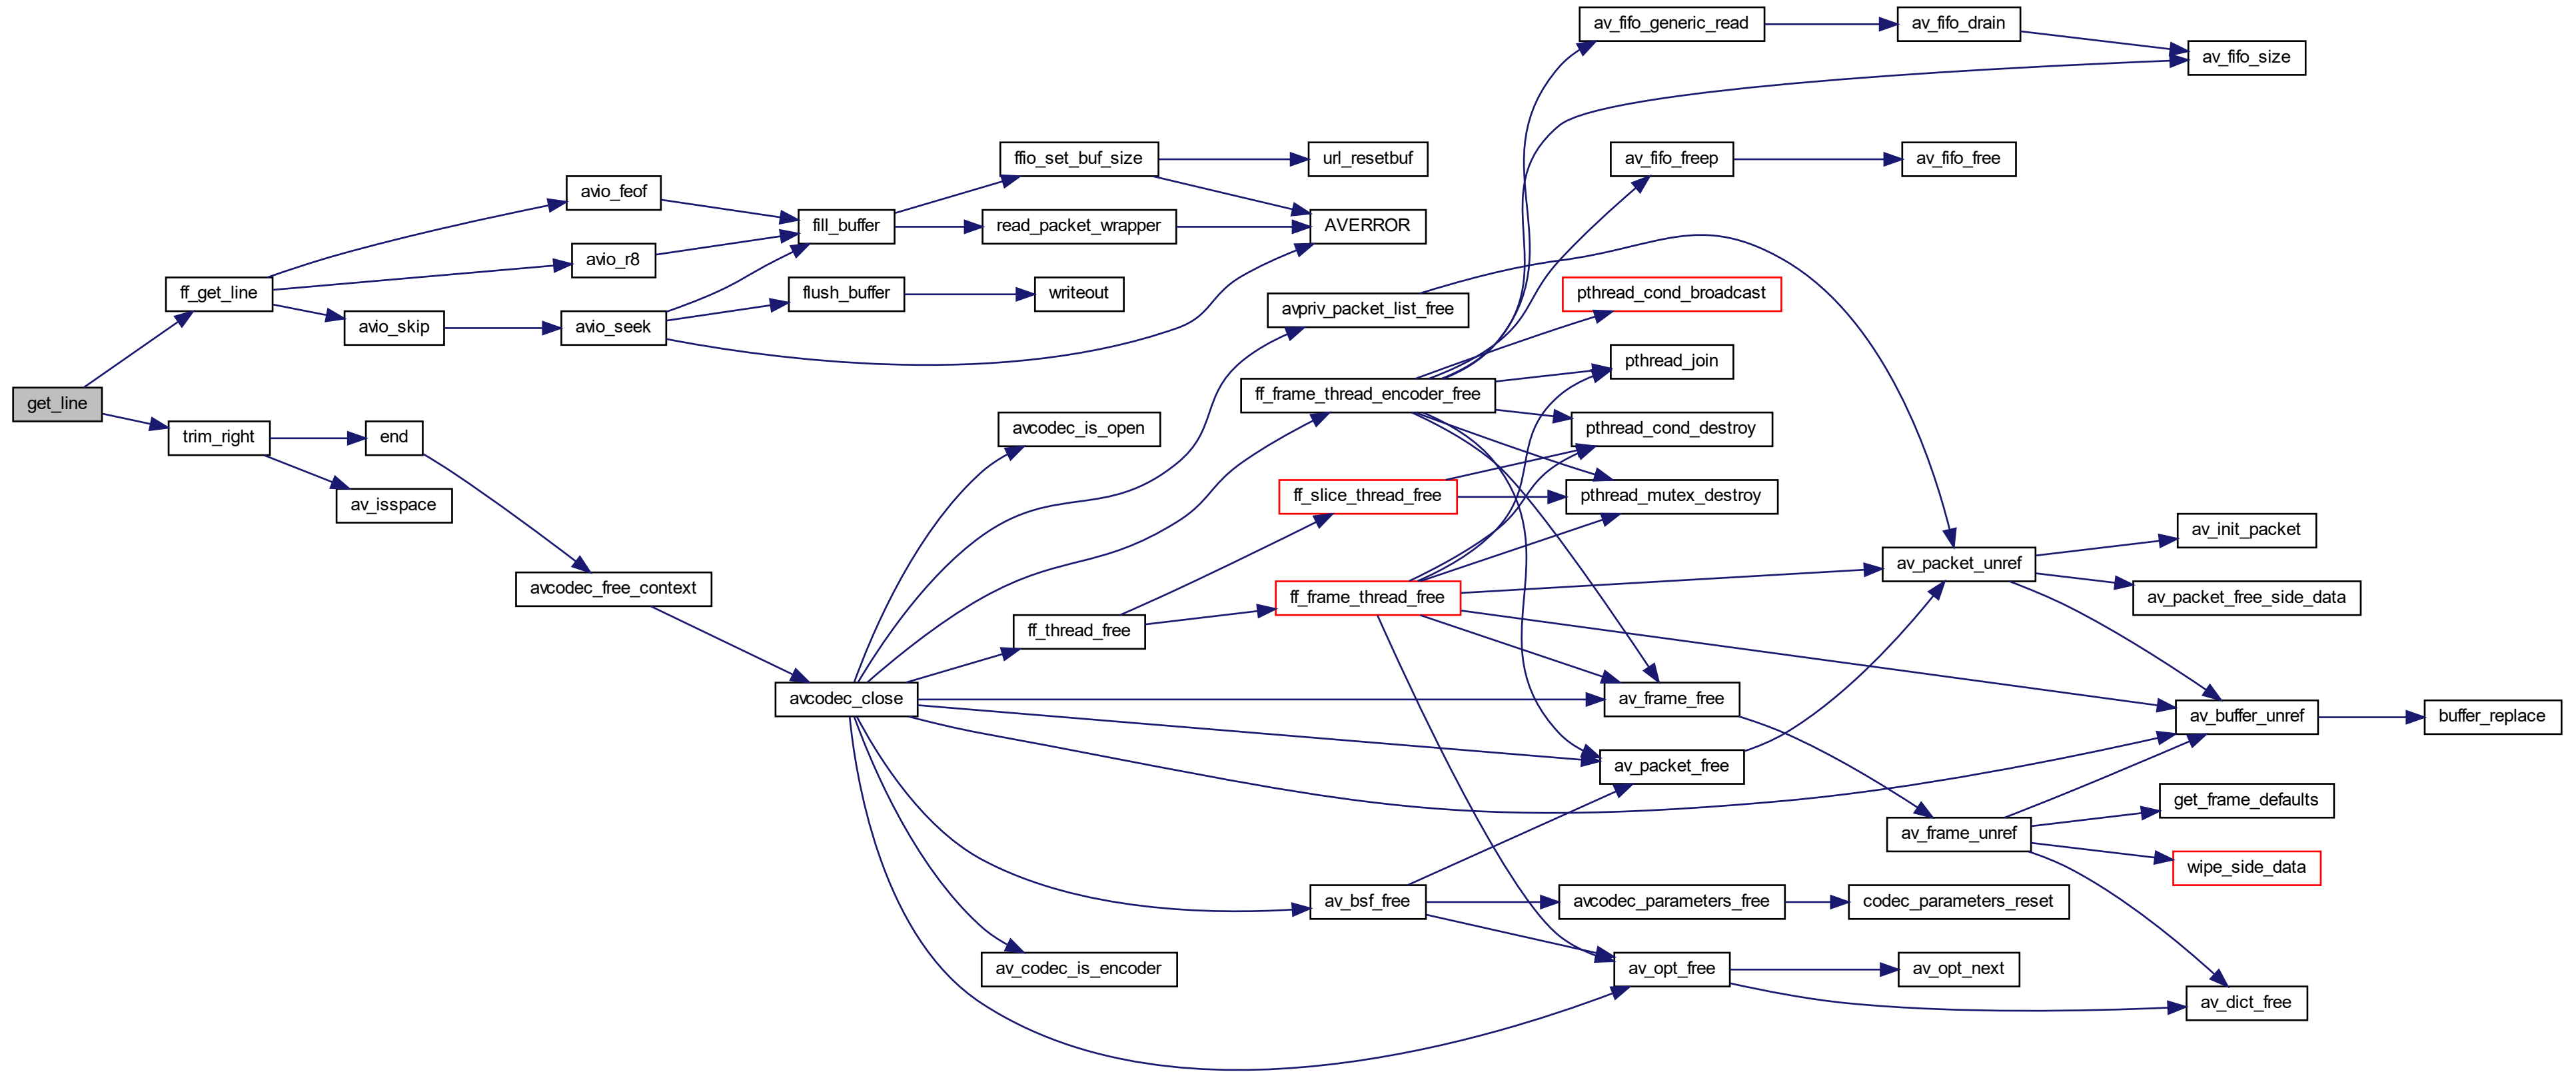 get_line
ff_get_line
trim_right
avio_feof
avio_r8
avio_skip
end
av_isspace
avio_seek
avcodec_free_context
fill_buffer
flush_buffer
avcodec_close
ffio_set_buf_size
read_packet_wrapper
writeout
avcodec_is_open
ff_thread_free
av_codec_is_encoder
url_resetbuf
AVERROR
avpriv_packet_list_free
ff_frame_thread_encoder_free
ff_slice_thread_free
ff_frame_thread_free
av_bsf_free
av_fifo_generic_read
av_fifo_freep
pthread_cond_broadcast
pthread_join
pthread_cond_destroy
pthread_mutex_destroy
av_frame_free
av_packet_free
avcodec_parameters_free
av_opt_free
av_fifo_drain
av_fifo_free
av_packet_unref
av_frame_unref
codec_parameters_reset
av_opt_next
av_fifo_size
av_init_packet
av_packet_free_side_data
av_buffer_unref
get_frame_defaults
wipe_side_data
av_dict_free
buffer_replace